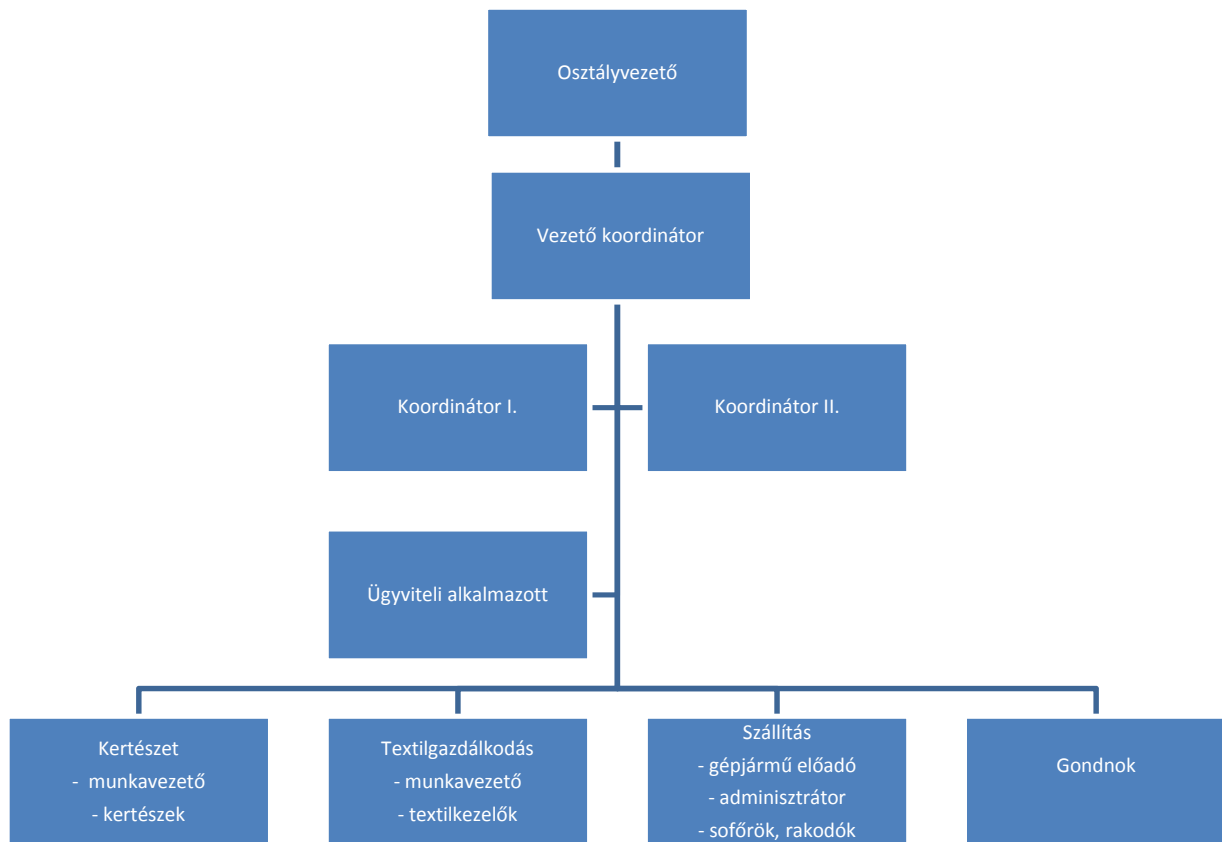 Osztályvezető
Vezető koordinátor
Koordinátor I.
Koordinátor II.
Ügyviteli alkalmazott
Kertészet
- munkavezető
- kertészek
Textilgazdálkodás
- munkavezető
- textilkezelők
Szállítás
- gépjármű előadó
- adminisztrátor
- sofőrök, rakodók
Gondnok